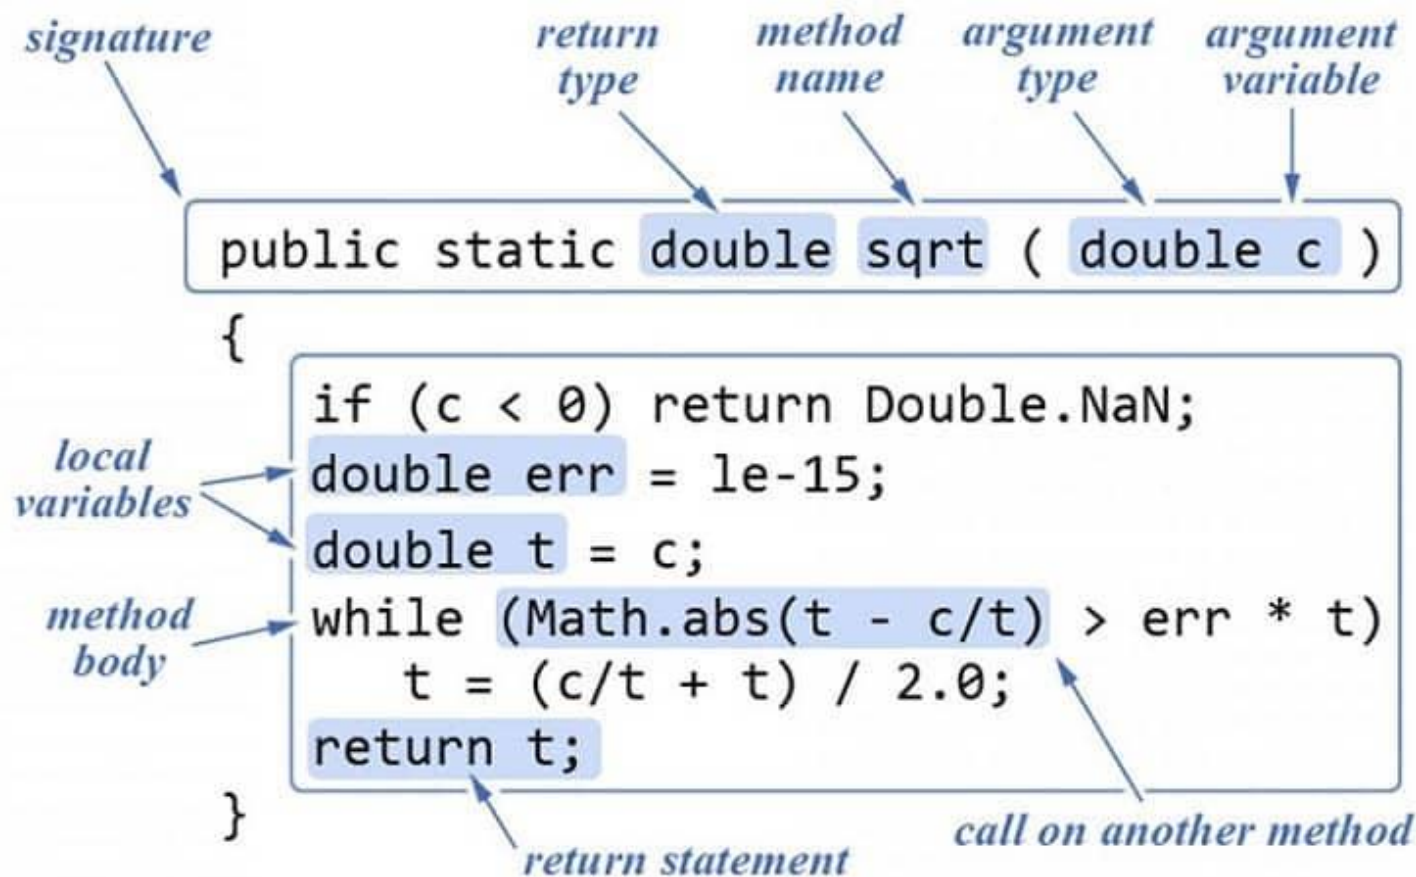 signature
return
type
method
name
argument
type
argument
variable
public static double sqrt ( double c )
{
if (c < 0) return Double.NaN;
local
variables
double err = le-15;
double t = c;
method
body
while (Math.abs(t - c/t) > err * t)
t = (c/t + t) / 2.0;
return t;
}
call on another method
return statement